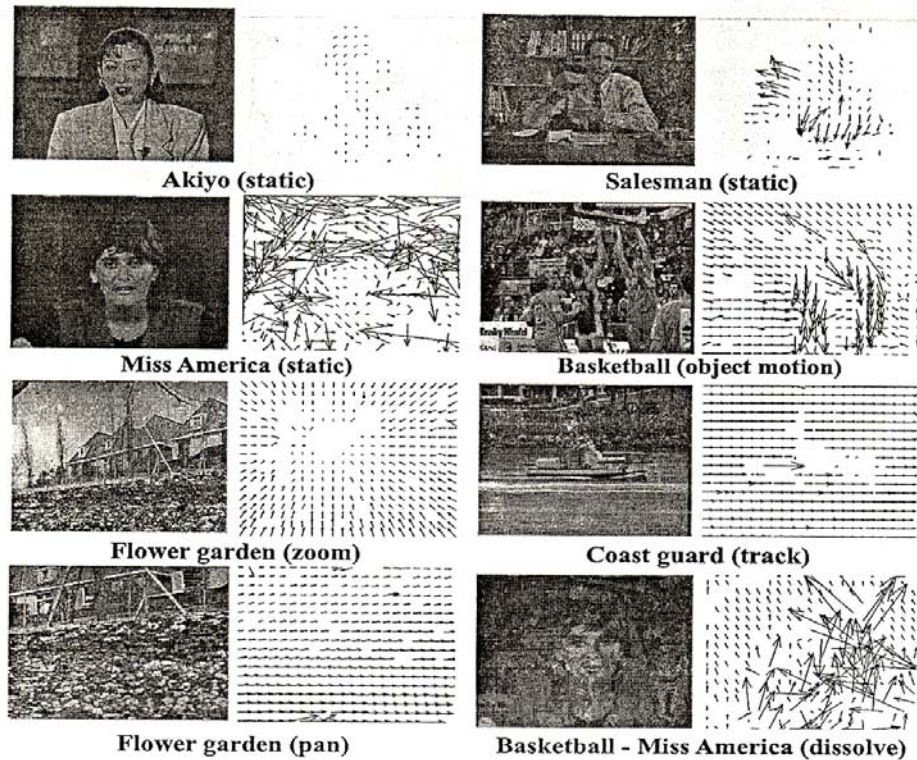 Akiyo (static)
Salesman (static)
Miss America (static)
Basketball (object motion)
Flower garden (zoom)
Coast guard (track)
Flower garden (pan)
Basketball - Miss America (dissolve)